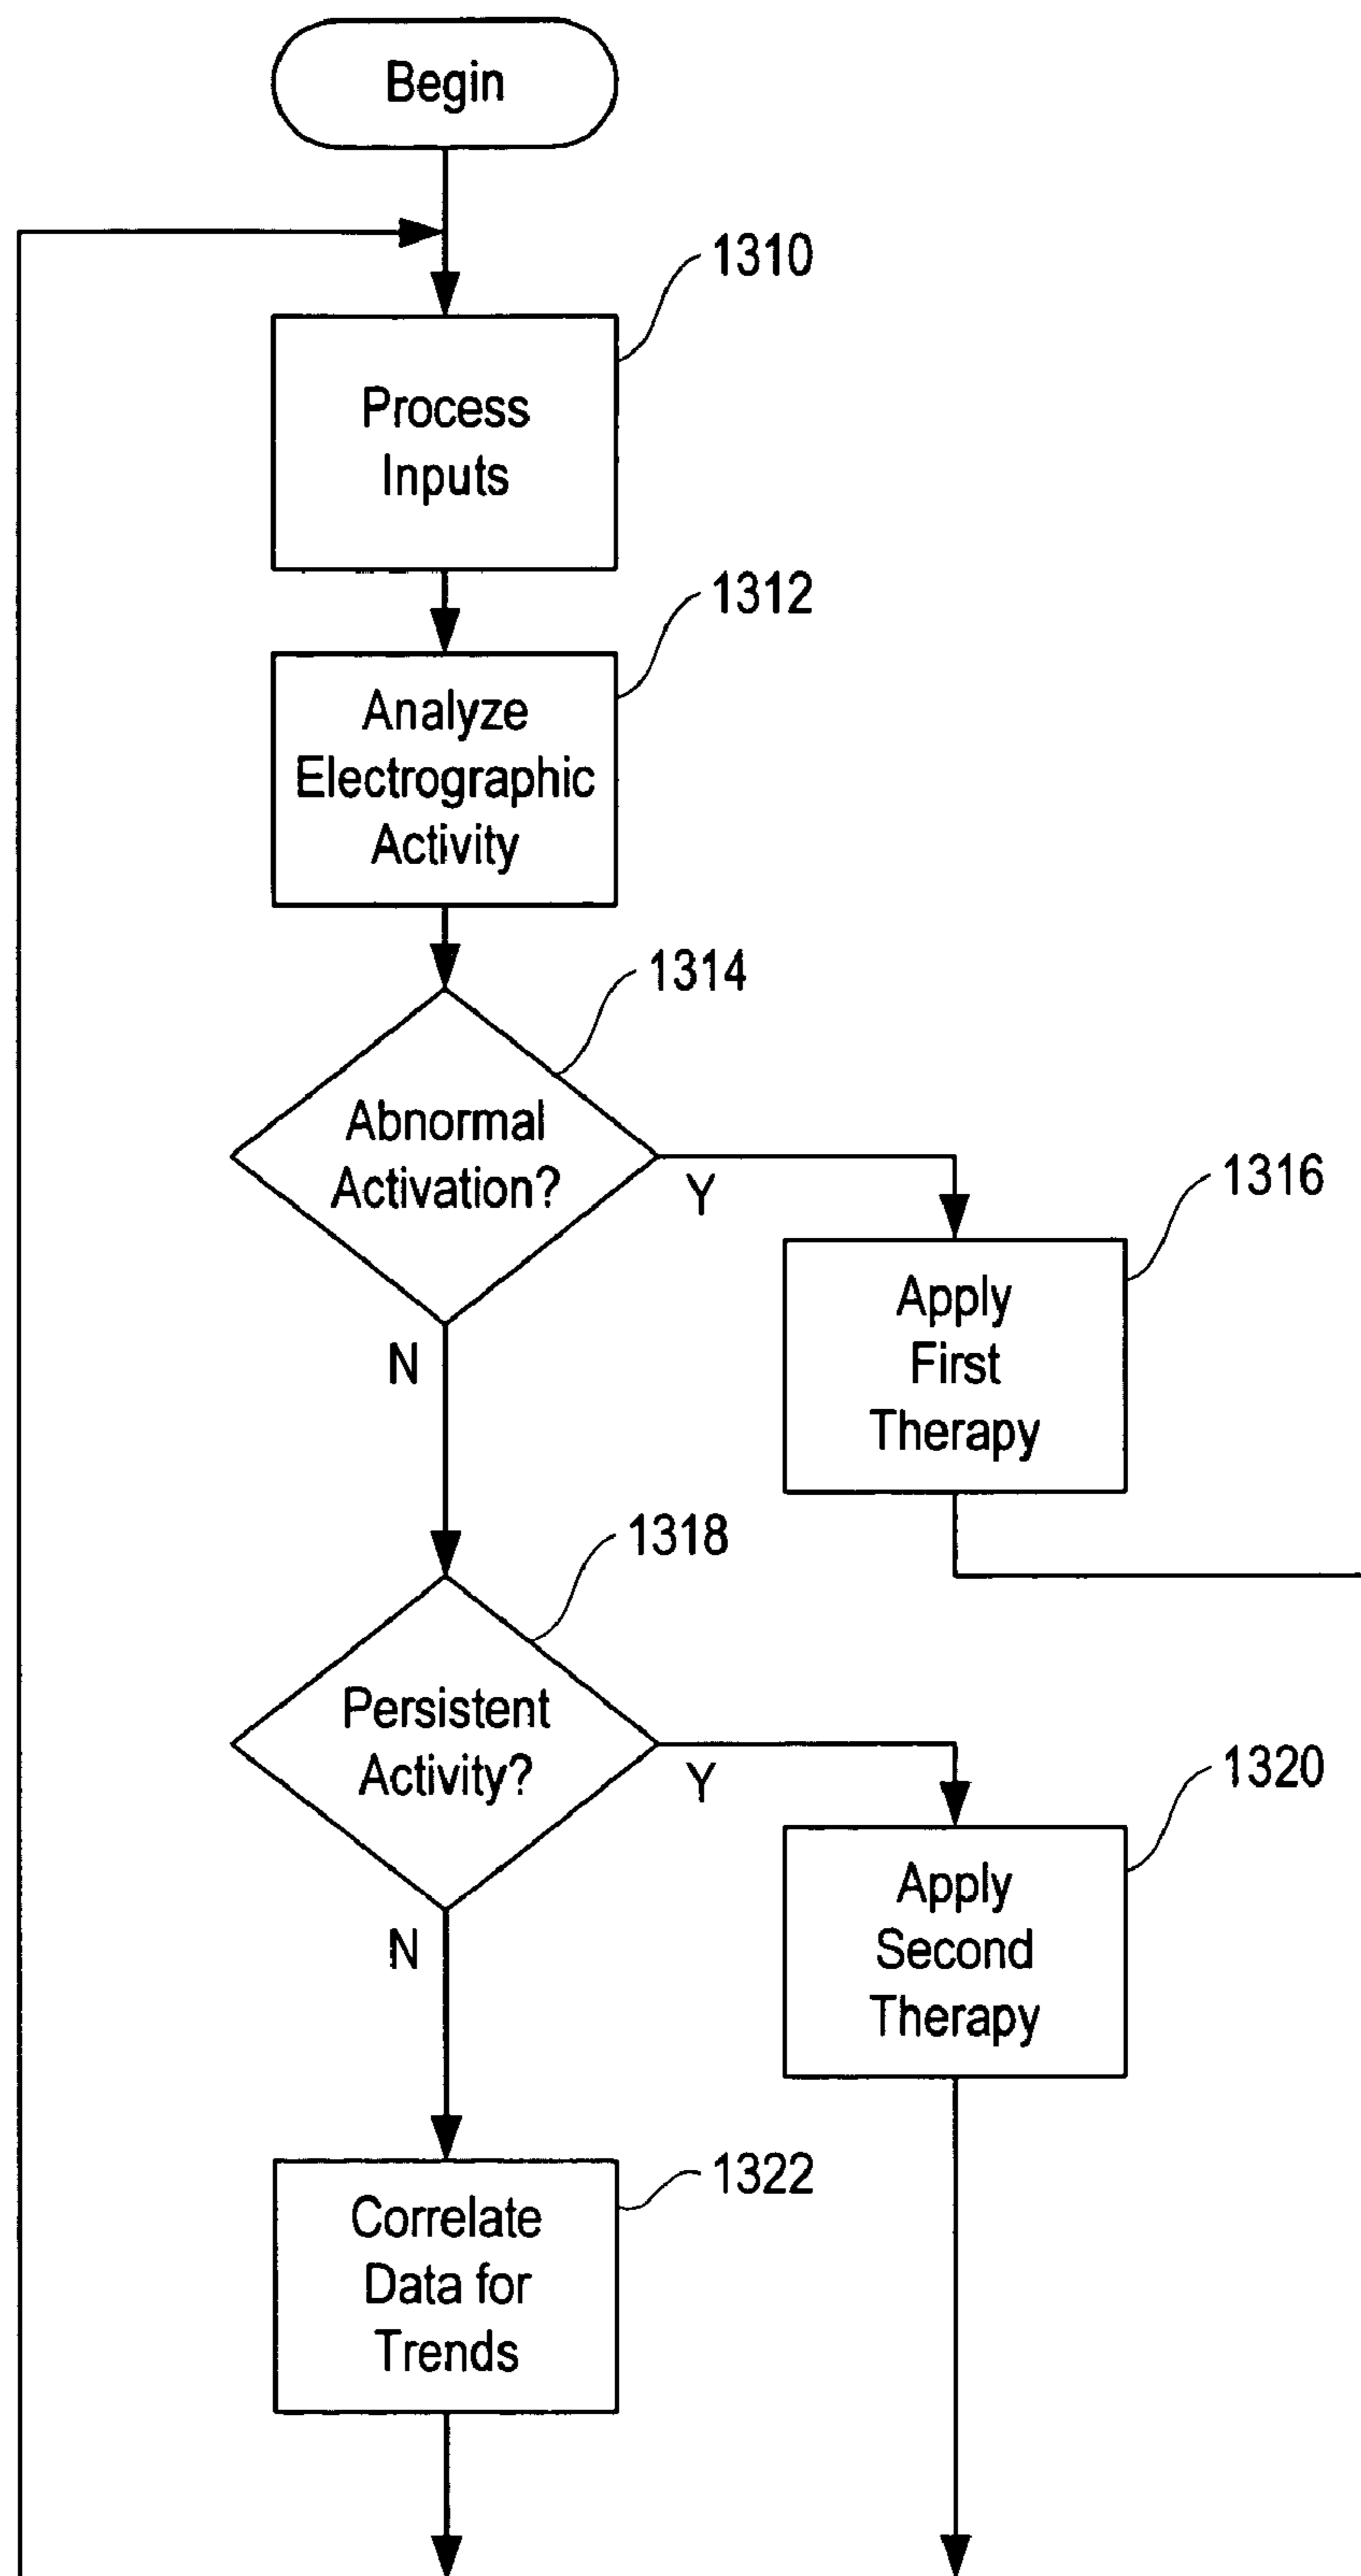 Begin
1310
Process
Inputs
1312
Analyze
Electrographic
Activity
1314
Abnormal
Activation?
Y
N
1316
Apply
First
Therapy
1318
Persistent
Activity?
Y
N
1320
Apply
Second
Therapy
1322
Correlate
Data for
Trends